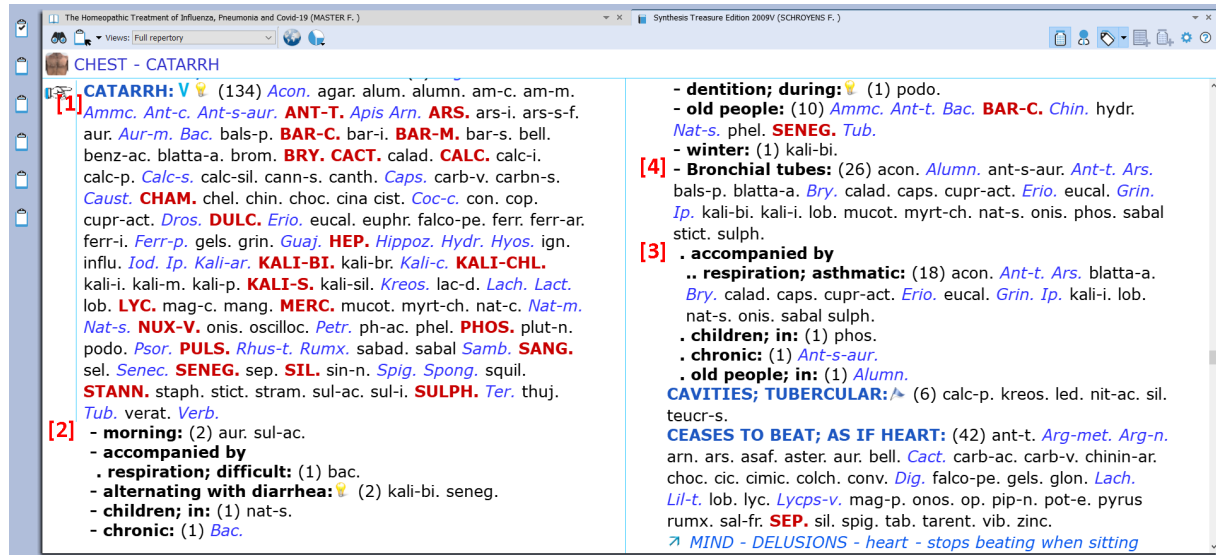 The Homeopathic Treatment of Influenza, Pneumonia and Covid-19 (MASTER F. )
Synthesis Treasure Edition 2009V (SCHROYENS F. )
Views: Full repertory
CHEST - CATARRH
[1] CATARRH: V (134) Acon. agar. alum. alumn. am-c. am-m.
Ammc. Ant-c. Ant-s-aur. ANT-T. Apis Arn. ARS. ars-i. ars-s-f.
aur. Aur-m. Bac. bals-p. BAR-C. bar-i. BAR-M. bar-s. bell.
benz-ac. blatta-a. brom. BRY. CACT. calad. CALC. calc-i.
calc-p. Calc-s. calc-sil. cann-s. canth. Caps. carb-v. carbn-s.
Caust. CHAM. chel. chin. choc. cina cist. Coc-c. con. cop.
cupr-act. Dros. DULC. Erio. eucal. euphr. falco-pe. ferr. ferr-ar.
ferr-i. Ferr-p. gels. grin. Guaj. HEP. Hippoz. Hydr. Hyos. ign.
influ. Iod. Ip. Kali-ar. KALI-BI. kali-br. Kali-c. KALI-CHL.
kali-i. kali-m. kali-p. KALI-S. kali-sil. Kreos. lac-d. Lach. Lact.
lob. LYC. mag-c. mang. MERC. mucot. myrt-ch. nat-c. Nat-m.
Nat-s. NUX-V. onis. oscilloc. Petr. ph-ac. phel. PHOS. plut-n.
podo. Psor. PULS. Rhus-t. Rumx. sabad. sabal Samb. SANG.
sel. Senec. SENEG. sep. SIL. sin-n. Spig. Spong. squil.
STANN. staph. stict. stram. sul-ac. sul-i. SULPH. Ter. thuj.
Tub. verat. Verb.
[2] - morning: (2) aur. sul-ac.
- accompanied by
. respiration; difficult: (1) bac.
- alternating with diarrhea: (2) kali-bi. seneg.
- children; in: (1) nat-s.
- chronic: (1) Bac.
- dentition; during: (1) podo.
- old people: (10) Ammc. Ant-t. Bac. BAR-C. Chin. hydr.
Nat-s. phel. SENEG. Tub.
- winter: (1) kali-bi.
[4] - Bronchial tubes: (26) acon. Alumn. ant-s-aur. Ant-t. Ars.
bals-p. blatta-a. Bry. calad. caps. cupr-act. Erio. eucal. Grin.
Ip. kali-bi. kali-i. lob. mucot. myrt-ch. nat-s. onis. phos. sabal
stict. sulph.
[3] . accompanied by
.. respiration; asthmatic: (18) acon. Ant-t. Ars. blatta-a.
Bry. calad. caps. cupr-act. Erio. eucal. Grin. Ip. kali-i. lob.
nat-s. onis. sabal sulph.
. children; in: (1) phos.
. chronic: (1) Ant-s-aur.
. old people; in: (1) Alumn.
CAVITIES; TUBERCULAR: (6) calc-p. kreos. led. nit-ac. sil.
teucr-s.
CEASES TO BEAT; AS IF HEART: (42) ant-t. Arg-met. Arg-n.
arn. ars. asaf. aster. aur. bell. Cact. carb-ac. carb-v. chinin-ar.
choc. cic. cimic. colch. conv. Dig. falco-pe. gels. glon. Lach.
Lil-t. lob. lyc. Lycps-v. mag-p. onos. op. pip-n. pot-e. pyrus
rumx. sal-fr. SEP. sil. spig. tab. tarent. vib. zinc.
MIND - DELUSIONS - heart - stops beating when sitting